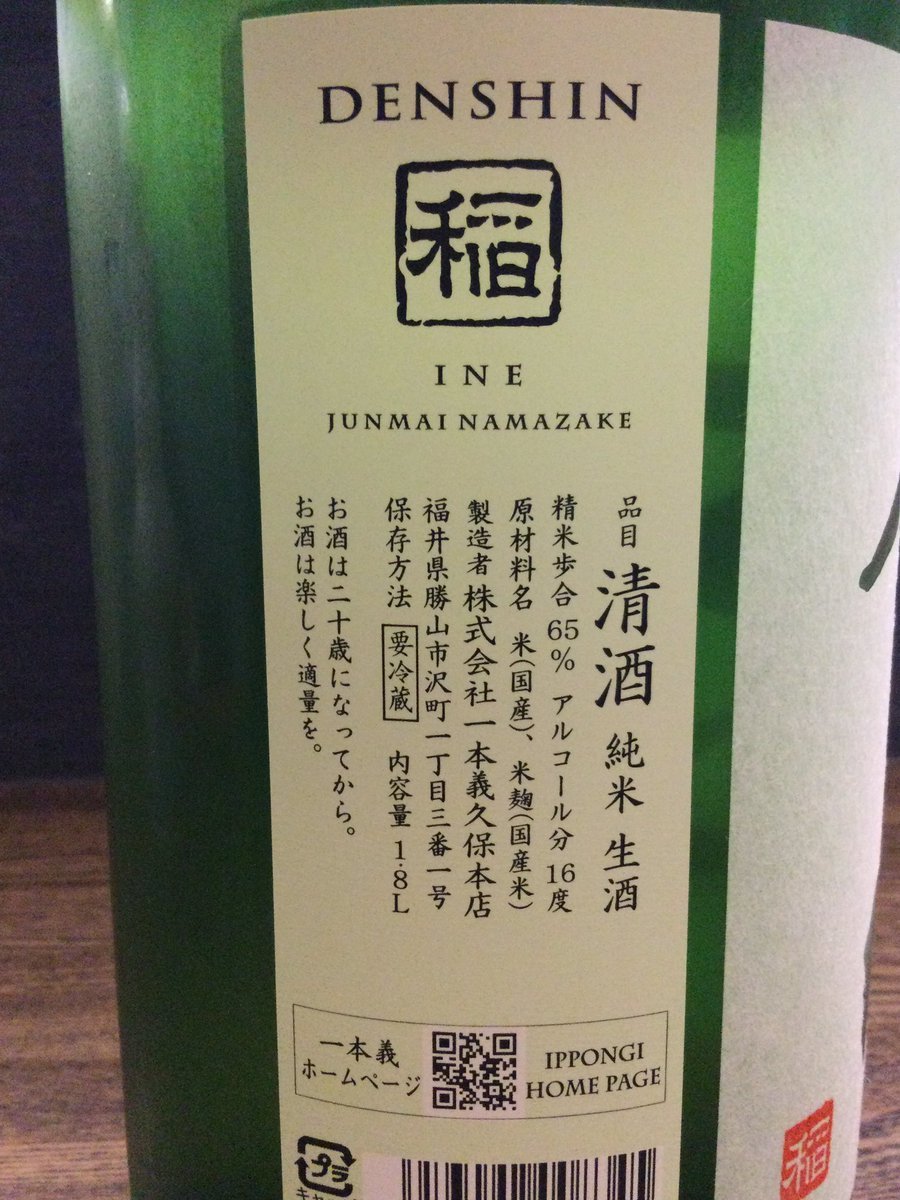 DENSHIN
稲
INE
JUNMAI NAMAZAKE
品目 清酒 純米 生酒
精米歩合 65% アルコール分 16度
原材料名 米(国産)、米麹(国産米)
製造者 株式会社一本義久保本店
福井県勝山市沢町一丁目三番一号
保存方法 要冷蔵 内容量 1.8L
お酒は二十歳になってから。
お酒は楽しく適量を。
一本義
ホームページ
IPPONGI
HOME PAGE
プラ
稲